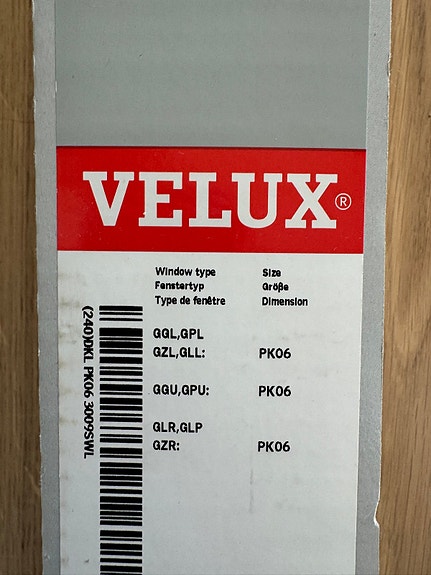 VELUX®
Window type Size
Fenstertyp Größe
Type de fenêtre Dimension
GGL,GPL
GZL,GLL: PK06
GGU,GPU: PK06
GLR,GLP
GZR: PK06
(240)DKL PK06 3009SWL